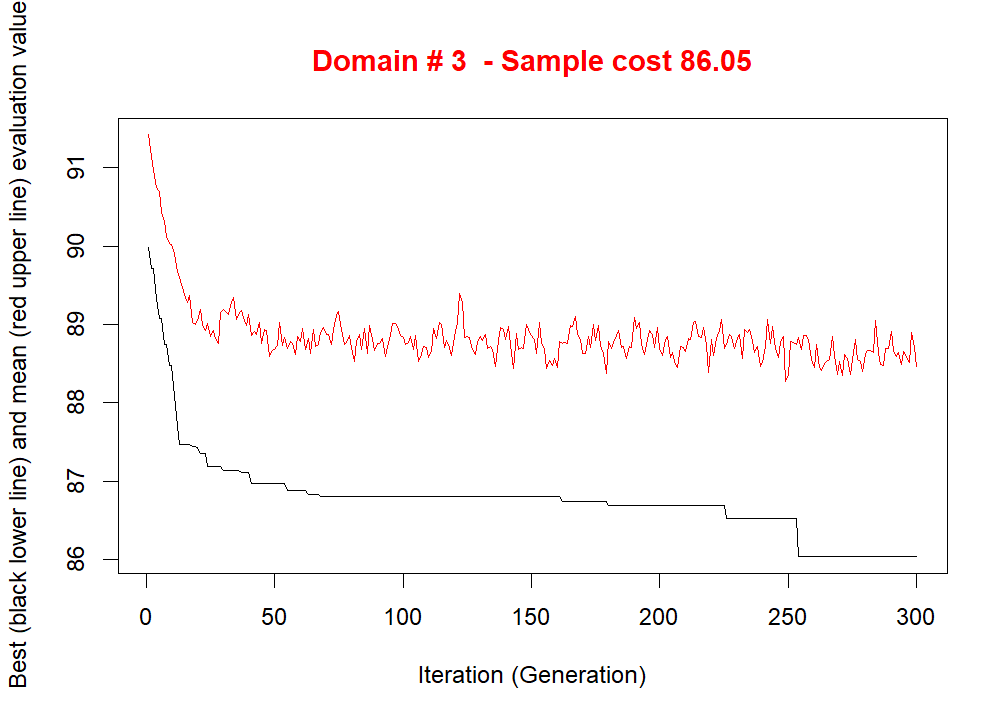 Domain # 3  - Sample cost 86.05
Best (black lower line) and mean (red upper line) evaluation value
91
90
89
88
87
86
0 50 100 150 200 250 300
Iteration (Generation)